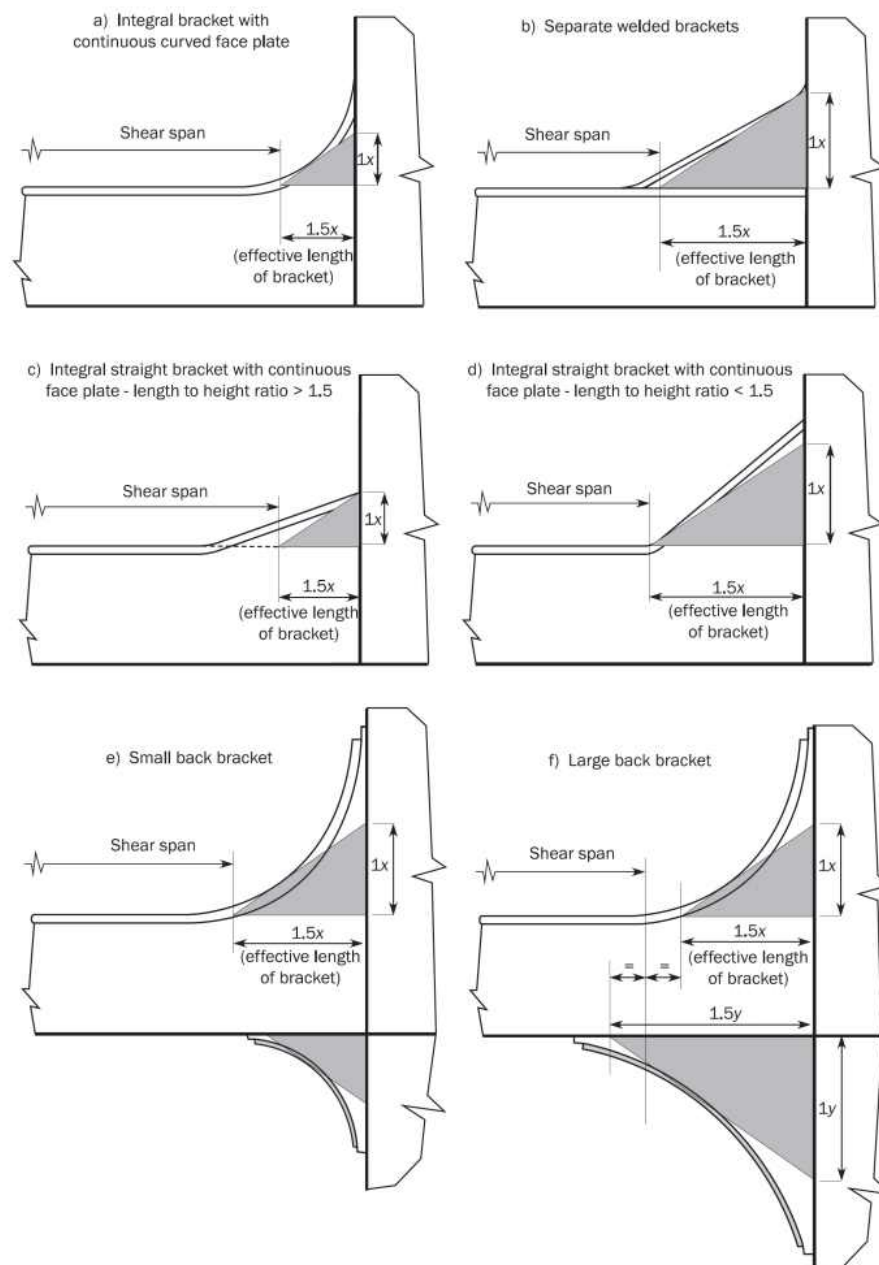 a) Integral bracket with
continuous curved face plate
Shear span
1x
1.5x
(effective length
of bracket)
b) Separate welded brackets
Shear span
1x
1.5x
(effective length
of bracket)
c) Integral straight bracket with continuous
face plate - length to height ratio > 1.5
Shear span
1x
1.5x
(effective length
of bracket)
d) Integral straight bracket with continuous
face plate - length to height ratio < 1.5
Shear span
1x
1.5x
(effective length
of bracket)
e) Small back bracket
Shear span
1x
1.5x
(effective length
of bracket)
f) Large back bracket
Shear span
1x
1.5x
(effective length
of bracket)
= =
1.5y
1y